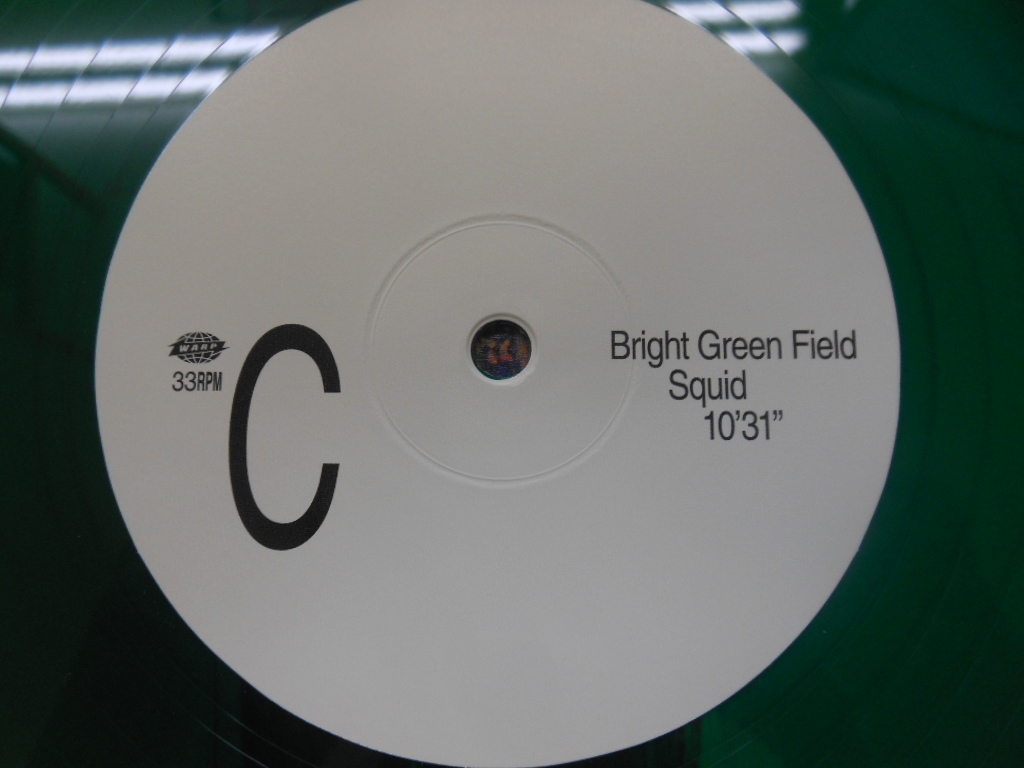 WARP
33RPM
C
Bright Green Field
Squid
10'31"